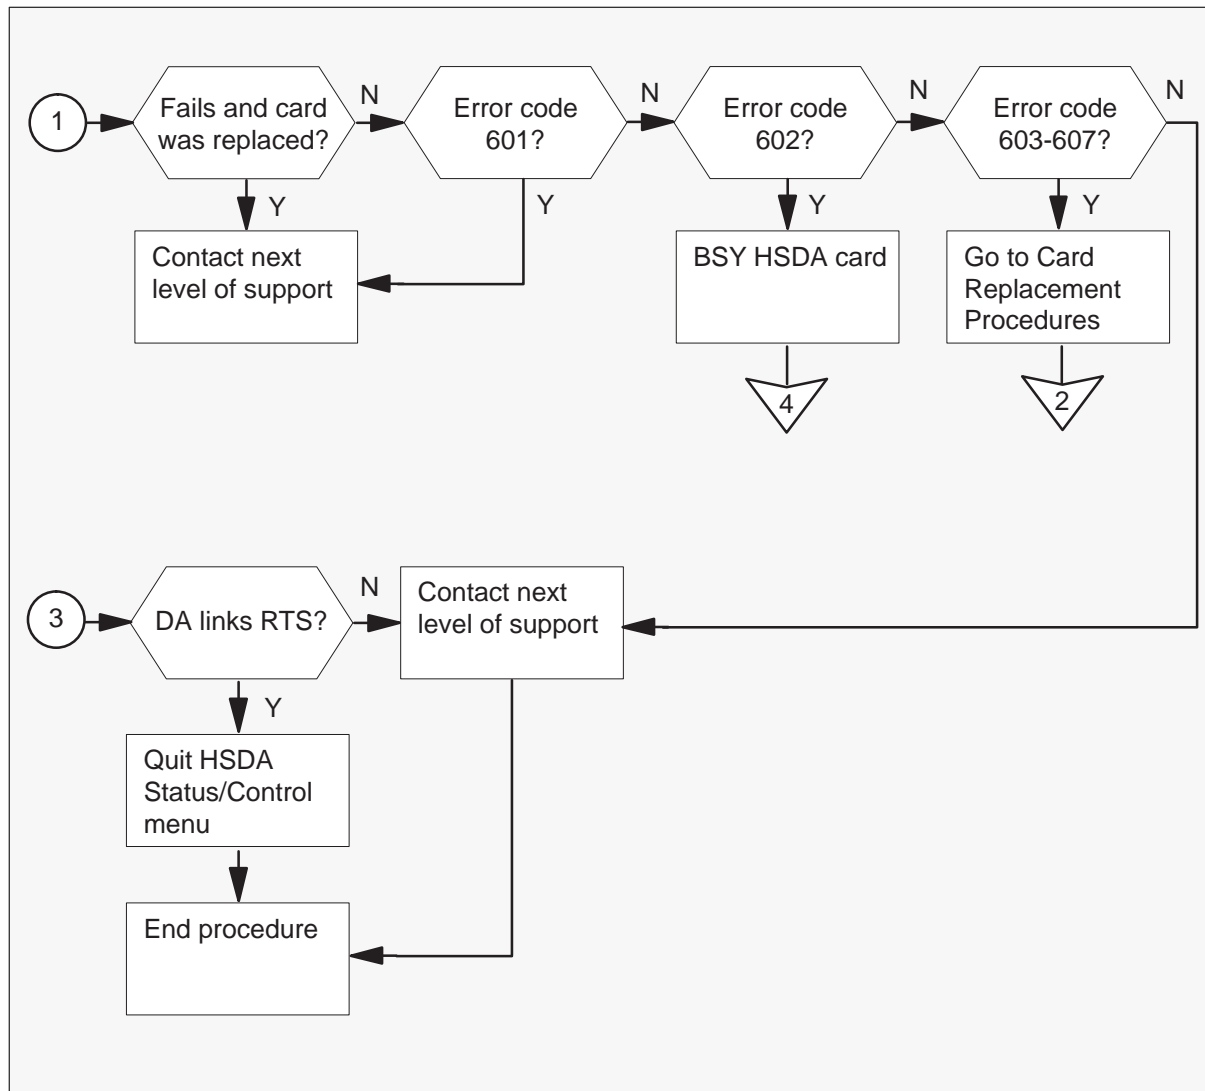 1
Fails and card
was replaced?
N
Error code
601?
N
Error code
602?
N
Error code
603-607?
N
Y
Y
Y
Y
Contact next
level of support
BSY HSDA card
Go to Card
Replacement
Procedures
4
2
3
DA links RTS?
N
Contact next
level of support
Y
Quit HSDA
Status/Control
menu
End procedure